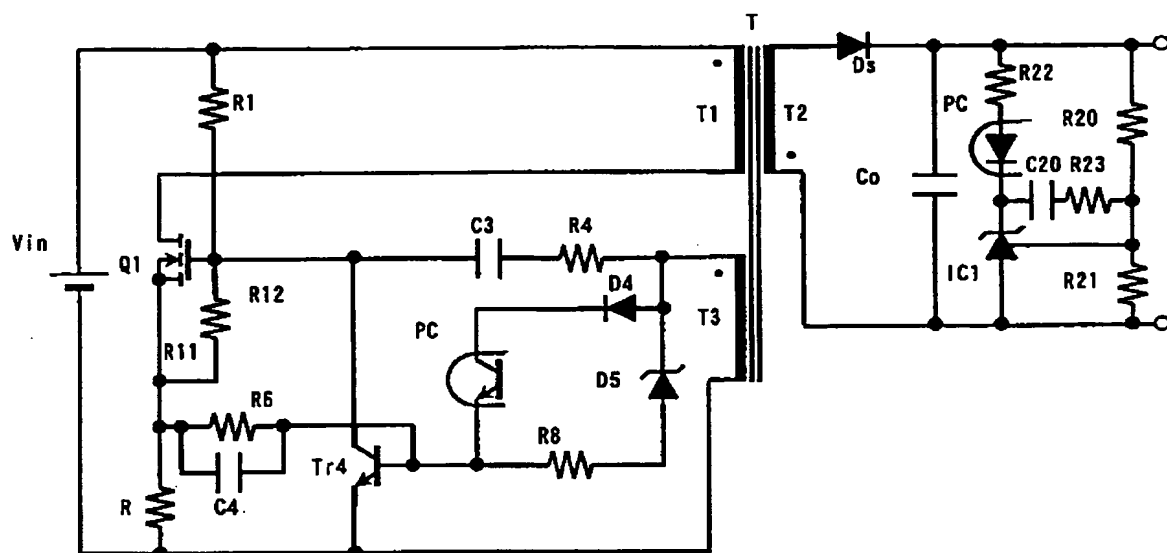 T
Ds
R22
R1
PC
R20
T1
T2
C20
R23
Co
C3
R4
Vin
Q1
IC1
R21
R12
D4
T3
R11
PC
D5
R6
R8
Tr4
R
C4